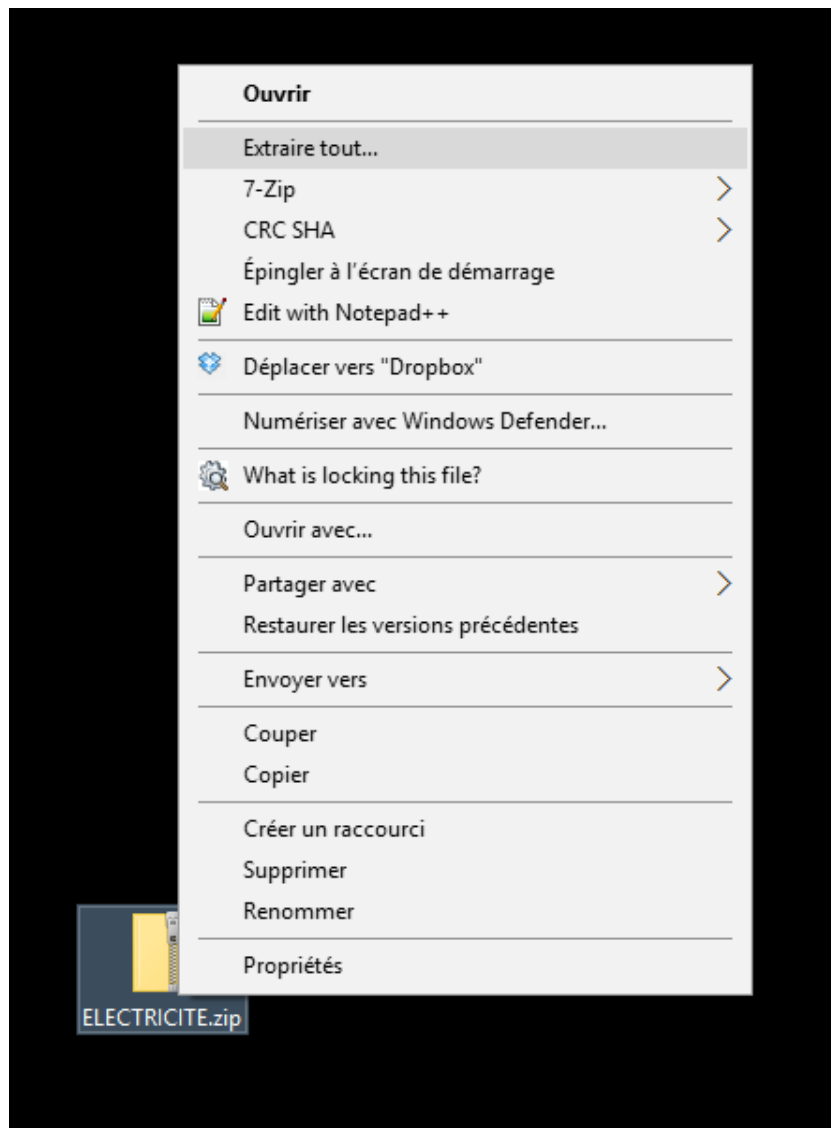 Ouvrir
Extraire tout...
7-Zip
CRC SHA
Épingler à l'écran de démarrage
Edit with Notepad++
Déplacer vers "Dropbox"
Numériser avec Windows Defender...
What is locking this file?
Ouvrir avec...
Partager avec
Restaurer les versions précédentes
Envoyer vers
Couper
Copier
Créer un raccourci
Supprimer
Renommer
Propriétés
ELECTRICITE.zip